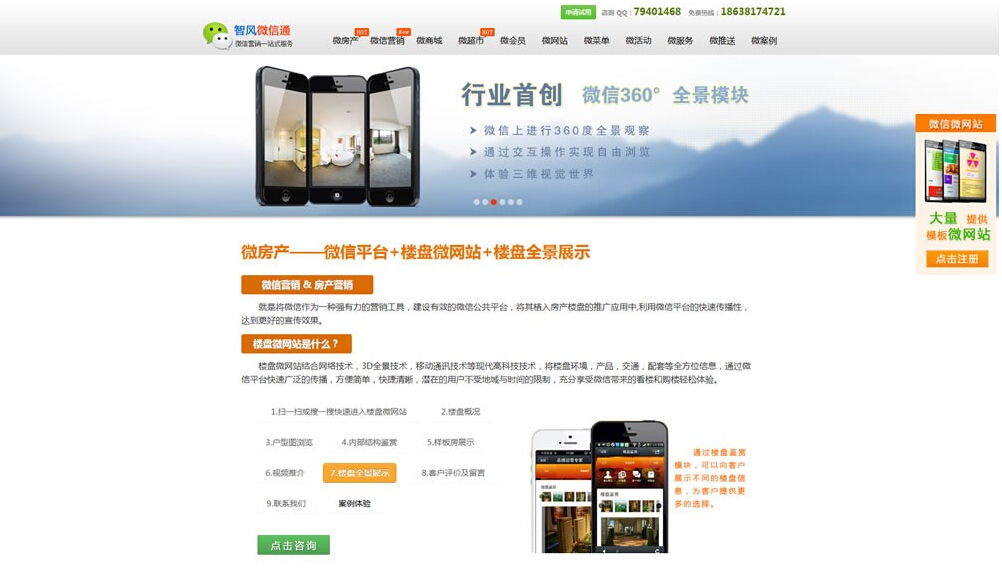 申请试用 咨询 QQ：79401468 免费热线：18638174721
智风微信通
微信营销一站式服务
微房产 HOT 微信营销 New 微商城 微超市 HOT 微会员 微网站 微菜单 微活动 微服务 微推送 微案例
行业首创 微信360° 全景模块
微信上进行360度全景观察
通过交互操作实现自由浏览
体验三维视觉世界
微信微网站
大量 提供
模板微网站
点击注册
微房产——微信平台+楼盘微网站+楼盘全景展示
微信营销 & 房产营销
就是将微信作为一种强有力的营销工具，建设有效的微信公共平台，将其植入房产楼盘的推广应用中,利用微信平台的快速传播性，
达到更好的宣传效果。
楼盘微网站是什么？
楼盘微网站结合网络技术，3D全景技术，移动通讯技术等现代高科技技术，将楼盘环境，产品，交通，配套等全方位信息，通过微
信平台快速广泛的传播，方便简单，快捷清晰，潜在的用户不受地域与时间的限制，充分享受微信带来的看楼和购楼轻松体验。
1.扫一扫或搜一搜快速进入楼盘微网站 2.楼盘概况
3.户型图浏览 4.内部结构鉴赏 5.样板房展示
6.视频推介 7.楼盘全景展示 8.客户评价及留言
9.联系我们 案例体验
点击咨询
通过楼盘鉴赏
模块，可以向客户
展示不同的楼盘信
息，为客户提供更
多的选择。